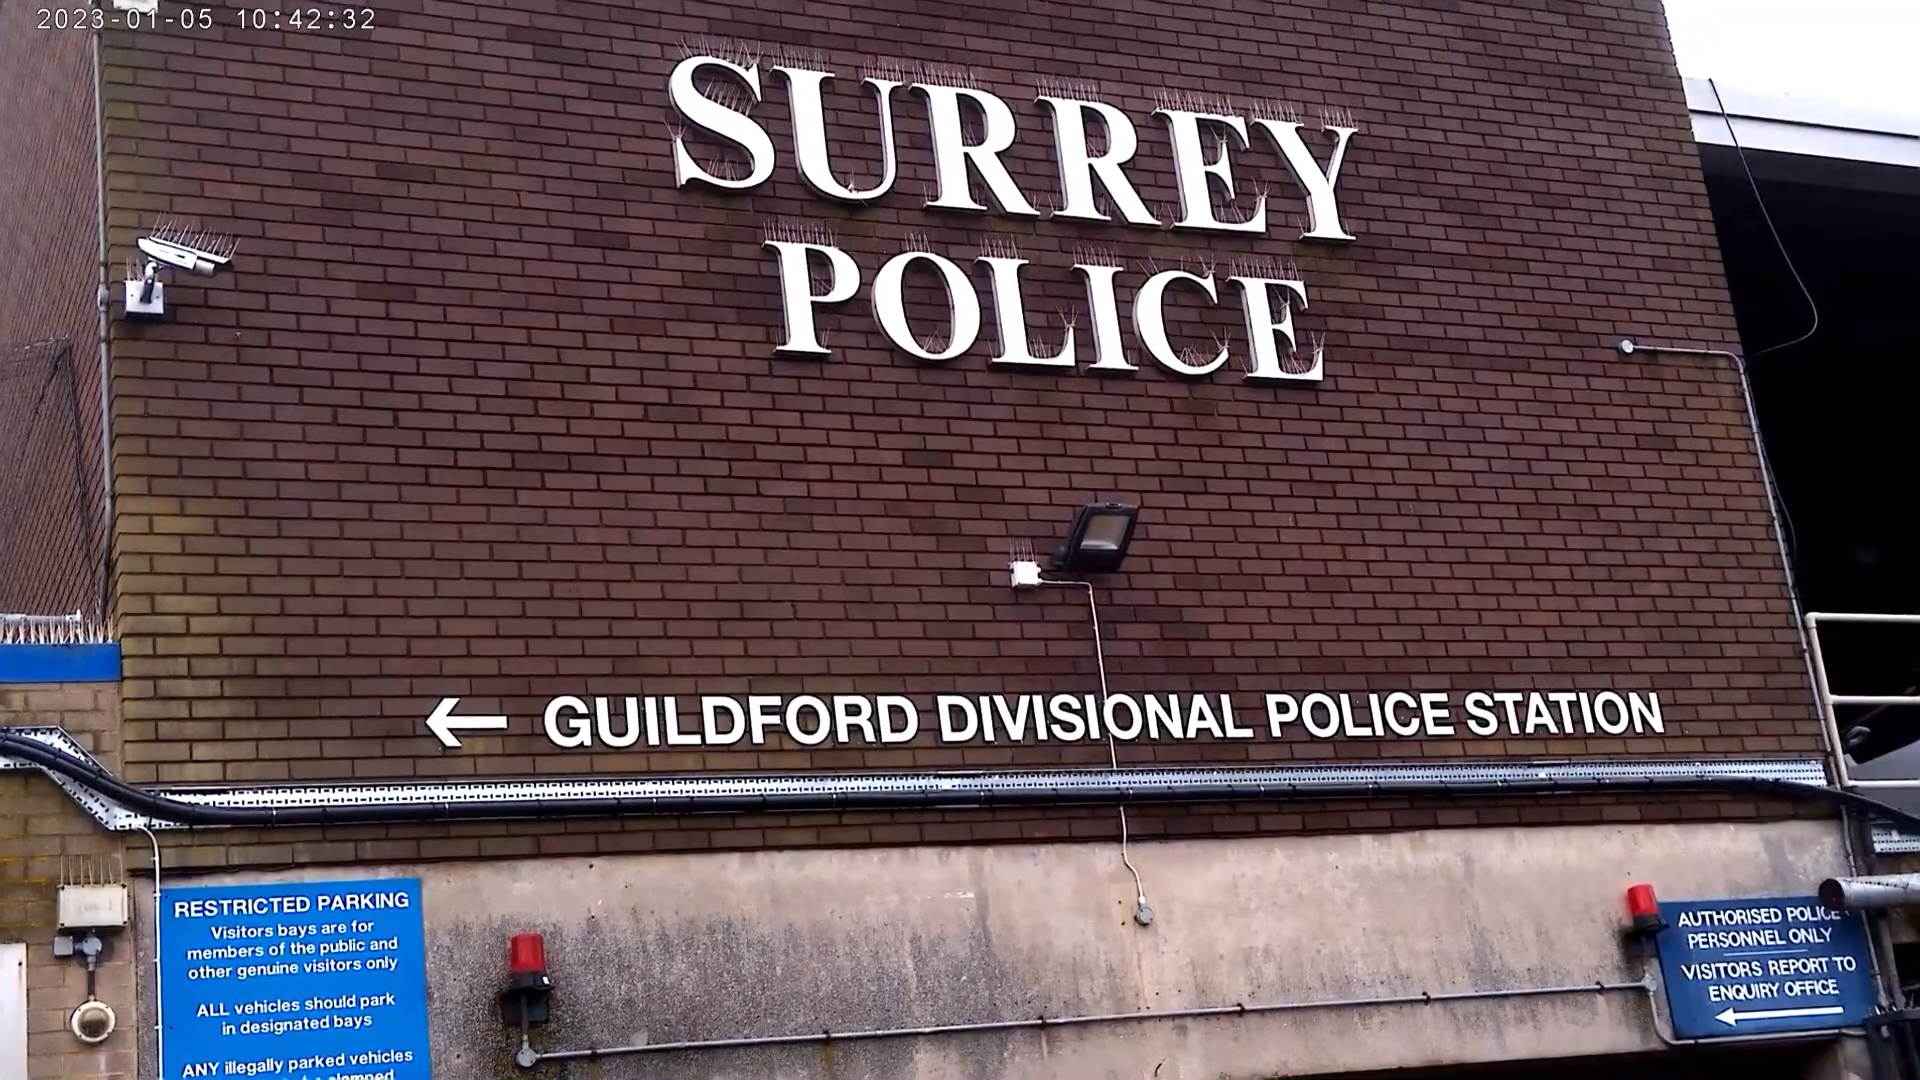 2023-01-05 10:42:32
SURREY
POLICE
← GUILDFORD DIVISIONAL POLICE STATION
RESTRICTED PARKING
Visitors bays are for
members of the public and
other genuine visitors only
ALL vehicles should park
in designated bays
ANY illegally parked vehicles
clamped
AUTHORISED POLICE
PERSONNEL ONLY
VISITORS REPORT TO
ENQUIRY OFFICE